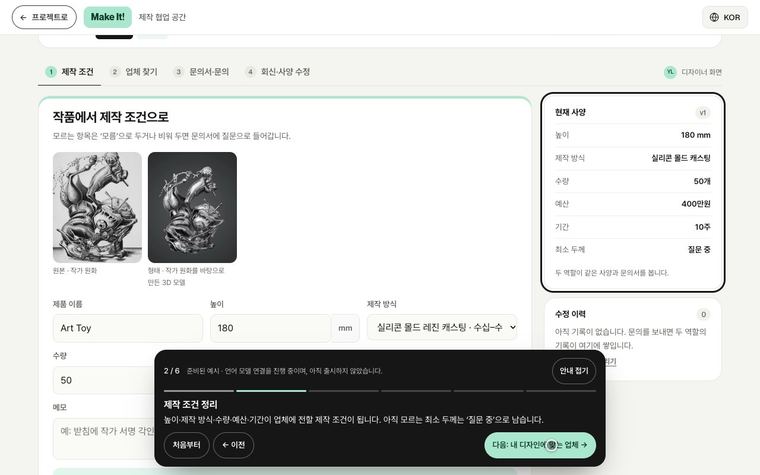 ← 프로젝트로
Make It!
제작 협업 공간
KOR
1 제작 조건
2 업체 찾기
3 문의서·문의
4 회신·사양 수정
YL 디자이너 화면
작품에서 제작 조건으로
모르는 항목은 '모름'으로 두거나 비워 두면 문의서에 질문으로 들어갑니다.
원본 · 작가 원화
형태 · 작가 원화를 바탕으로
만든 3D 모델
제품 이름
높이
제작 방식
Art Toy
180
mm
실리콘 몰드 레진 캐스팅 · 수십–수
수량
50
메모
예: 받침에 작가 서명 각인
현재 사양
v1
높이
180 mm
제작 방식
실리콘 몰드 캐스팅
수량
50개
예산
400만원
기간
10주
최소 두께
질문 중
두 역할이 같은 사양과 문의서를 봅니다.
수정 이력
0
아직 기록이 없습니다. 문의를 보내면 두 역할의
기록이 여기에 쌓입니다.
2 / 6
준비된 예시 · 언어 모델 연결을 진행 중이며, 아직 출시하지 않았습니다.
안내 접기
제작 조건 정리
높이·제작 방식·수량·예산·기간이 업체에 전할 제작 조건이 됩니다. 아직 모르는 최소 두께는 '질문 중'으로 남습니다.
처음부터
← 이전
다음: 내 디자인에 맞는 업체 →